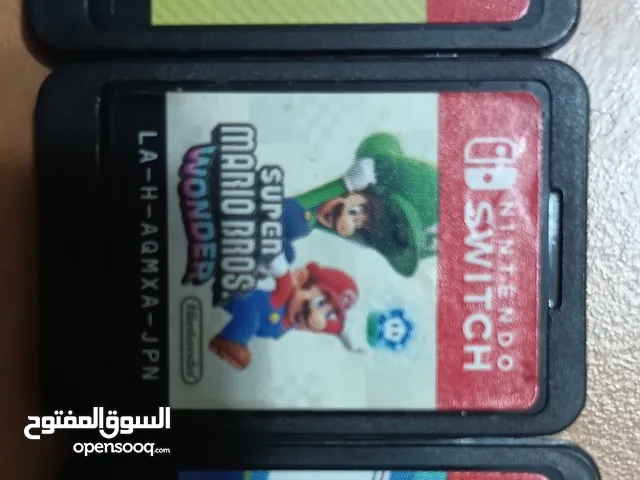 NINTENDO
SWITCH
SUPER
MARIO BROS.
WONDER
Nintendo
LA-H-AQMXA-JPN
السوق المفتوح
opensooq.com